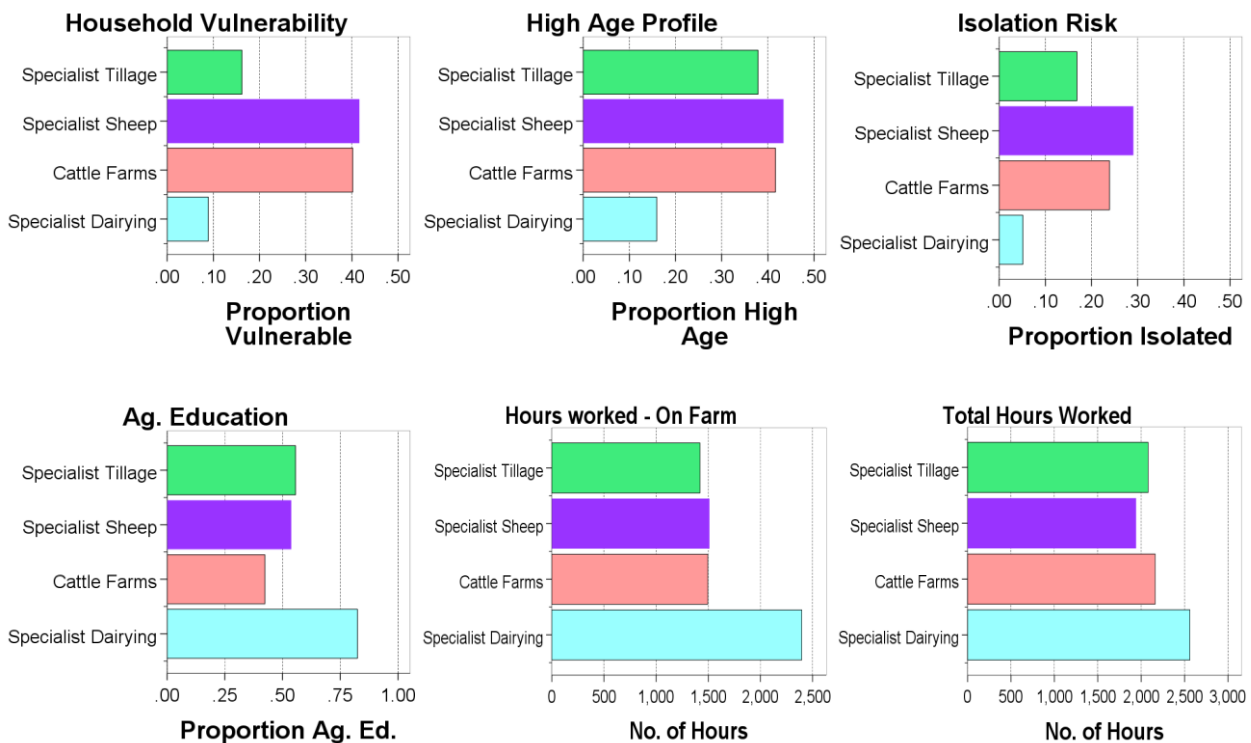 Household Vulnerability
Specialist Tillage
Specialist Sheep
Cattle Farms
Specialist Dairying
.00 .10 .20 .30 .40 .50
Proportion
Vulnerable
High Age Profile
Specialist Tillage
Specialist Sheep
Cattle Farms
Specialist Dairying
.00 .10 .20 .30 .40 .50
Proportion High
Age
Isolation Risk
Specialist Tillage
Specialist Sheep
Cattle Farms
Specialist Dairying
.00 .10 .20 .30 .40 .50
Proportion Isolated
Ag. Education
Specialist Tillage
Specialist Sheep
Cattle Farms
Specialist Dairying
.00 .25 .50 .75 1.00
Proportion Ag. Ed.
Hours worked - On Farm
Specialist Tillage
Specialist Sheep
Cattle Farms
Specialist Dairying
0 500 1,000 1,500 2,000 2,500
No. of Hours
Total Hours Worked
Specialist Tillage
Specialist Sheep
Cattle Farms
Specialist Dairying
0 500 1,000 1,500 2,000 2,500 3,000
No. of Hours